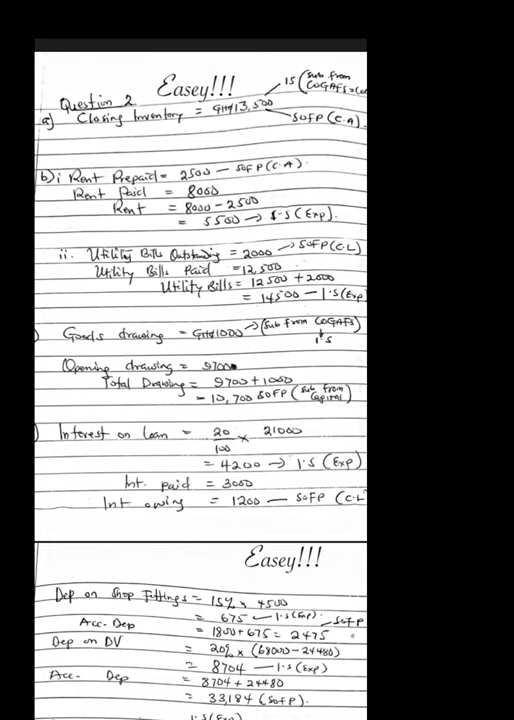 Easey!!!
Question 2
IS (Sub from COGAFS
a) Closing Inventory = GH¢13,500
SOFP (C.A)
b) i Rent Prepaid = 2500 — SOFP (C.A).
Rent Paid = 8000
Rent = 8000 - 2500
= 5500 → I.S (Exp).
ii. Utility Bills Outstanding = 2000 → SOFP (C.L)
Utility Bills Paid = 12,500
Utility Bills = 12500 + 2000
= 14500 — I.S (Exp)
) Goods drawing = GH¢1000 → (Sub from COGAFS)
I.S
Opening drawing = 9700
Total Drawing = 9700 + 1000
= 10,700 SOFP (Sub from Capital)
) Interest on loan = 20/100 × 21000
= 4200 → I.S (Exp)
Int. paid = 3000
Int owing = 1200 — SOFP (C.L
Easey!!!
Dep on Shop Fittings = 15% × 4500
= 675 — I.S (Exp).
Acc-Dep = 1800 + 675 = 2475 SOFP
Dep on DV = 20% × (68000 - 24480)
= 8704 — I.S (Exp)
Acc- Dep = 8704 + 24480
= 33,184 (SOFP).
I.S (Exp)